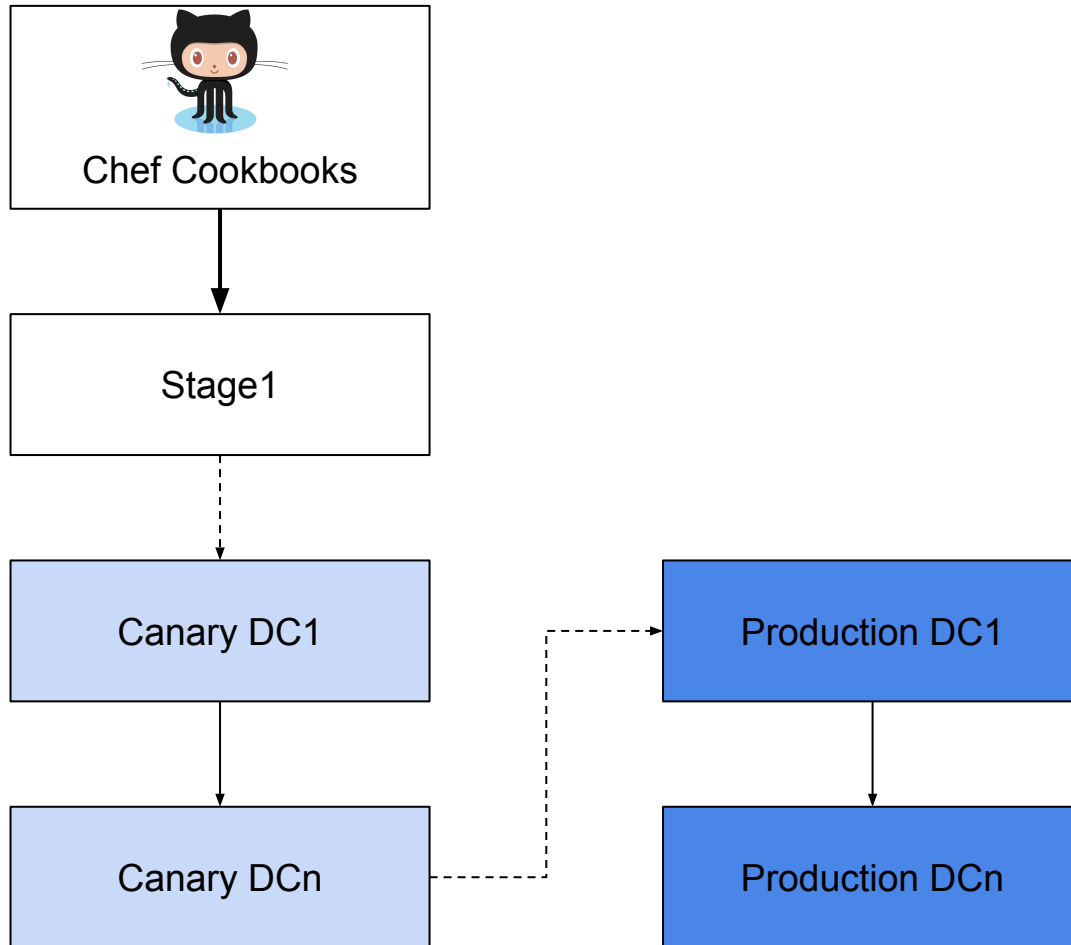 Chef Cookbooks
Stage1
Canary DC1
Production DC1
Canary DCn
Production DCn